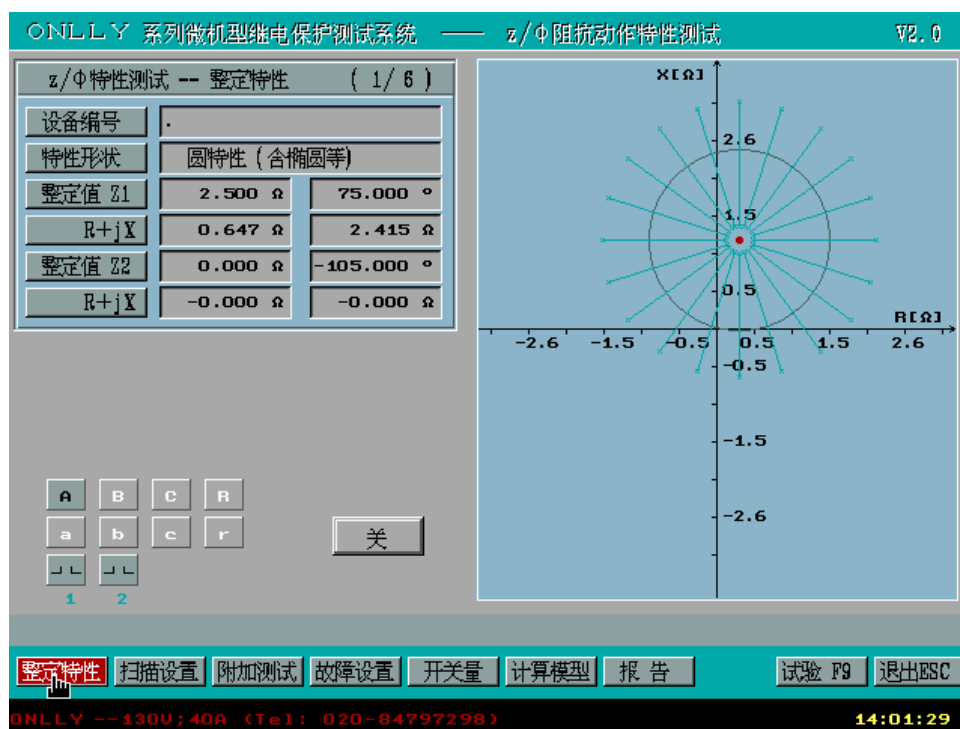 ONLLY 系列微机型继电保护测试系统 —— z/Φ阻抗动作特性测试 V2.0
z/Φ特性测试 -- 整定特性 ( 1/ 6 )
设备编号 .
特性形状 圆特性 (含椭圆等)
整定值 Z1 2.500 Ω 75.000 °
R+jX 0.647 Ω 2.415 Ω
整定值 Z2 0.000 Ω -105.000 °
R+jX -0.000 Ω -0.000 Ω
X[Ω]
2.6
1.5
0.5
R[Ω]
-2.6 -1.5 -0.5 0.5 1.5 2.6
-0.5
-1.5
-2.6
A B C R
a b c r
关
1 2
整定特性 扫描设置 附加测试 故障设置 开关量 计算模型 报 告 试验 F9 退出ESC
ONLLY --130V;40A (Tel: 020-84797298) 14:01:29